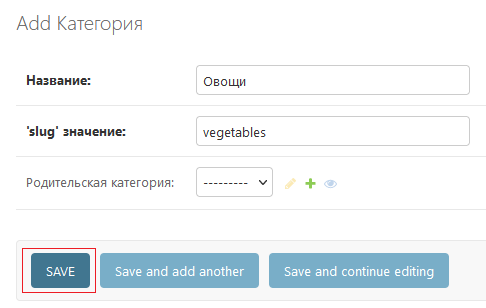 Add Категория
Название: Овощи
'slug' значение: vegetables
Родительская категория: ---------
SAVE Save and add another Save and continue editing